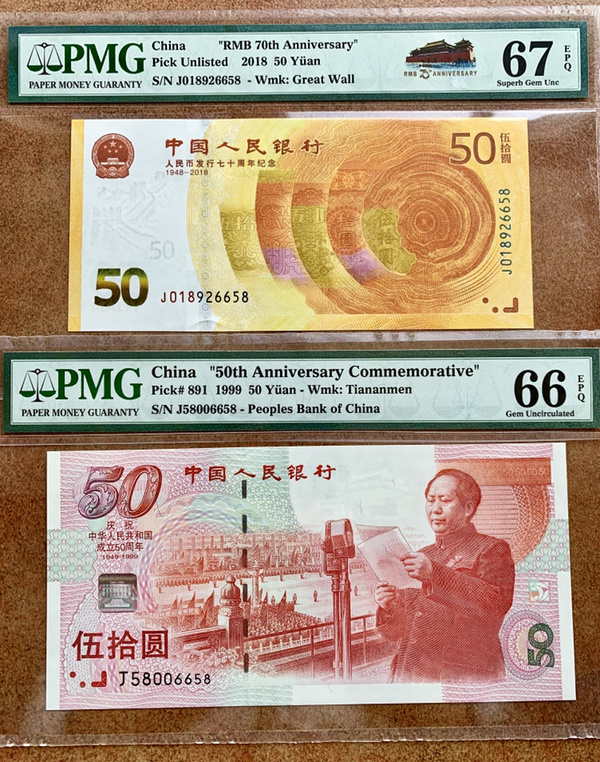 PMG
PAPER MONEY GUARANTY
China "RMB 70th Anniversary"
Pick Unlisted 2018 50 Yüan
S/N J018926658 - Wmk: Great Wall
RMB 70th ANNIVERSARY
67 EPQ
Superb Gem Unc
中国人民银行
人民币发行七十周年纪念
1948-2018
50 伍拾圆
50
50
J018926658
J018926658
PMG
PAPER MONEY GUARANTY
China "50th Anniversary Commemorative"
Pick# 891 1999 50 Yüan - Wmk: Tiananmen
S/N J58006658 - Peoples Bank of China
66 EPQ
Gem Uncirculated
50
中国人民银行
庆祝
中华人民共和国
成立50周年
1949-1999
伍拾圆
J58006658
50